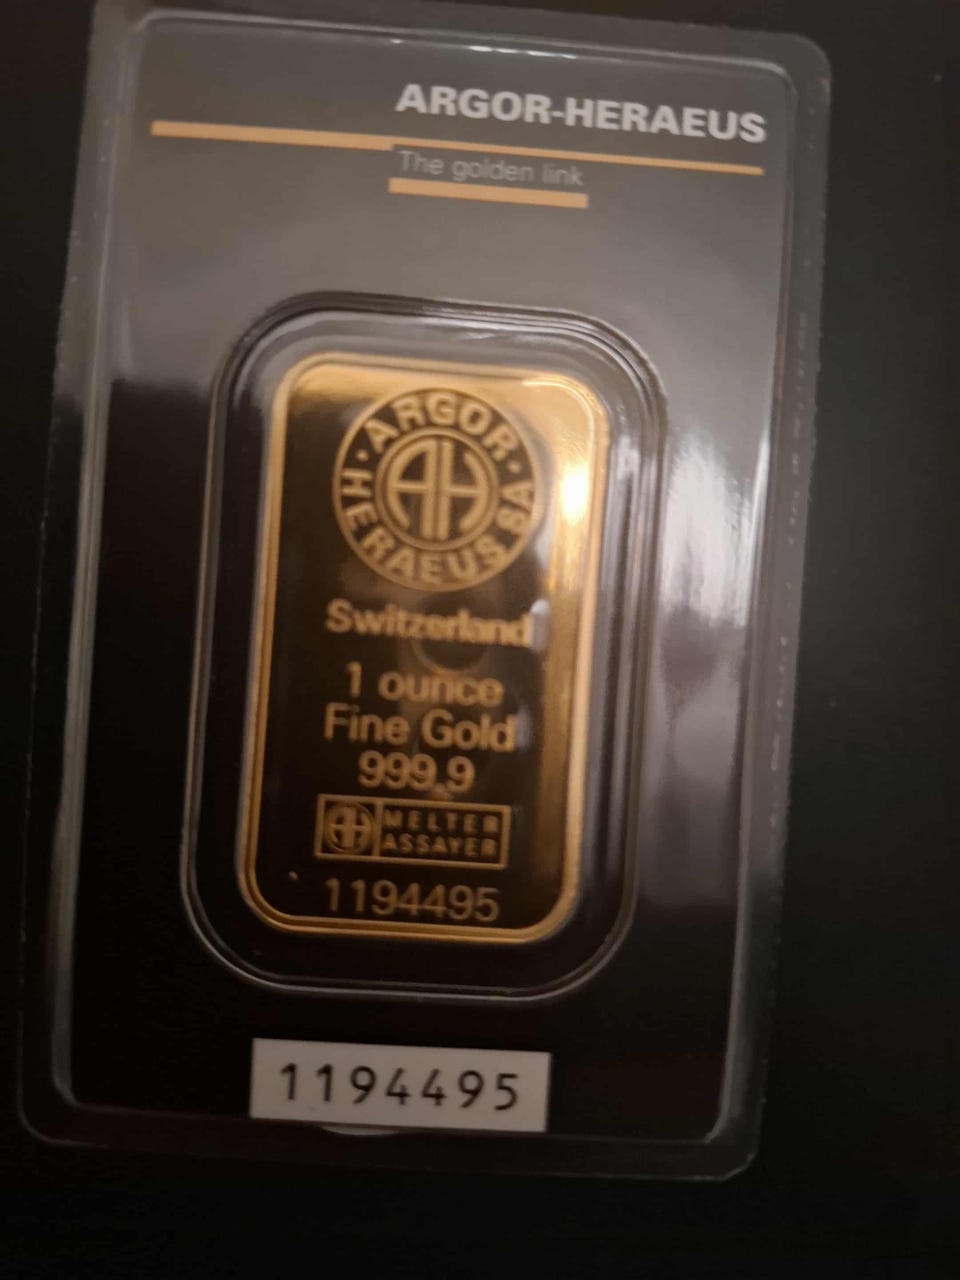 ARGOR-HERAEUS
The golden link
· ARGOR · HERAEUS SA
AH
Switzerland
1 ounce
Fine Gold
999.9
AH MELTER
ASSAYER
1194495
1194495